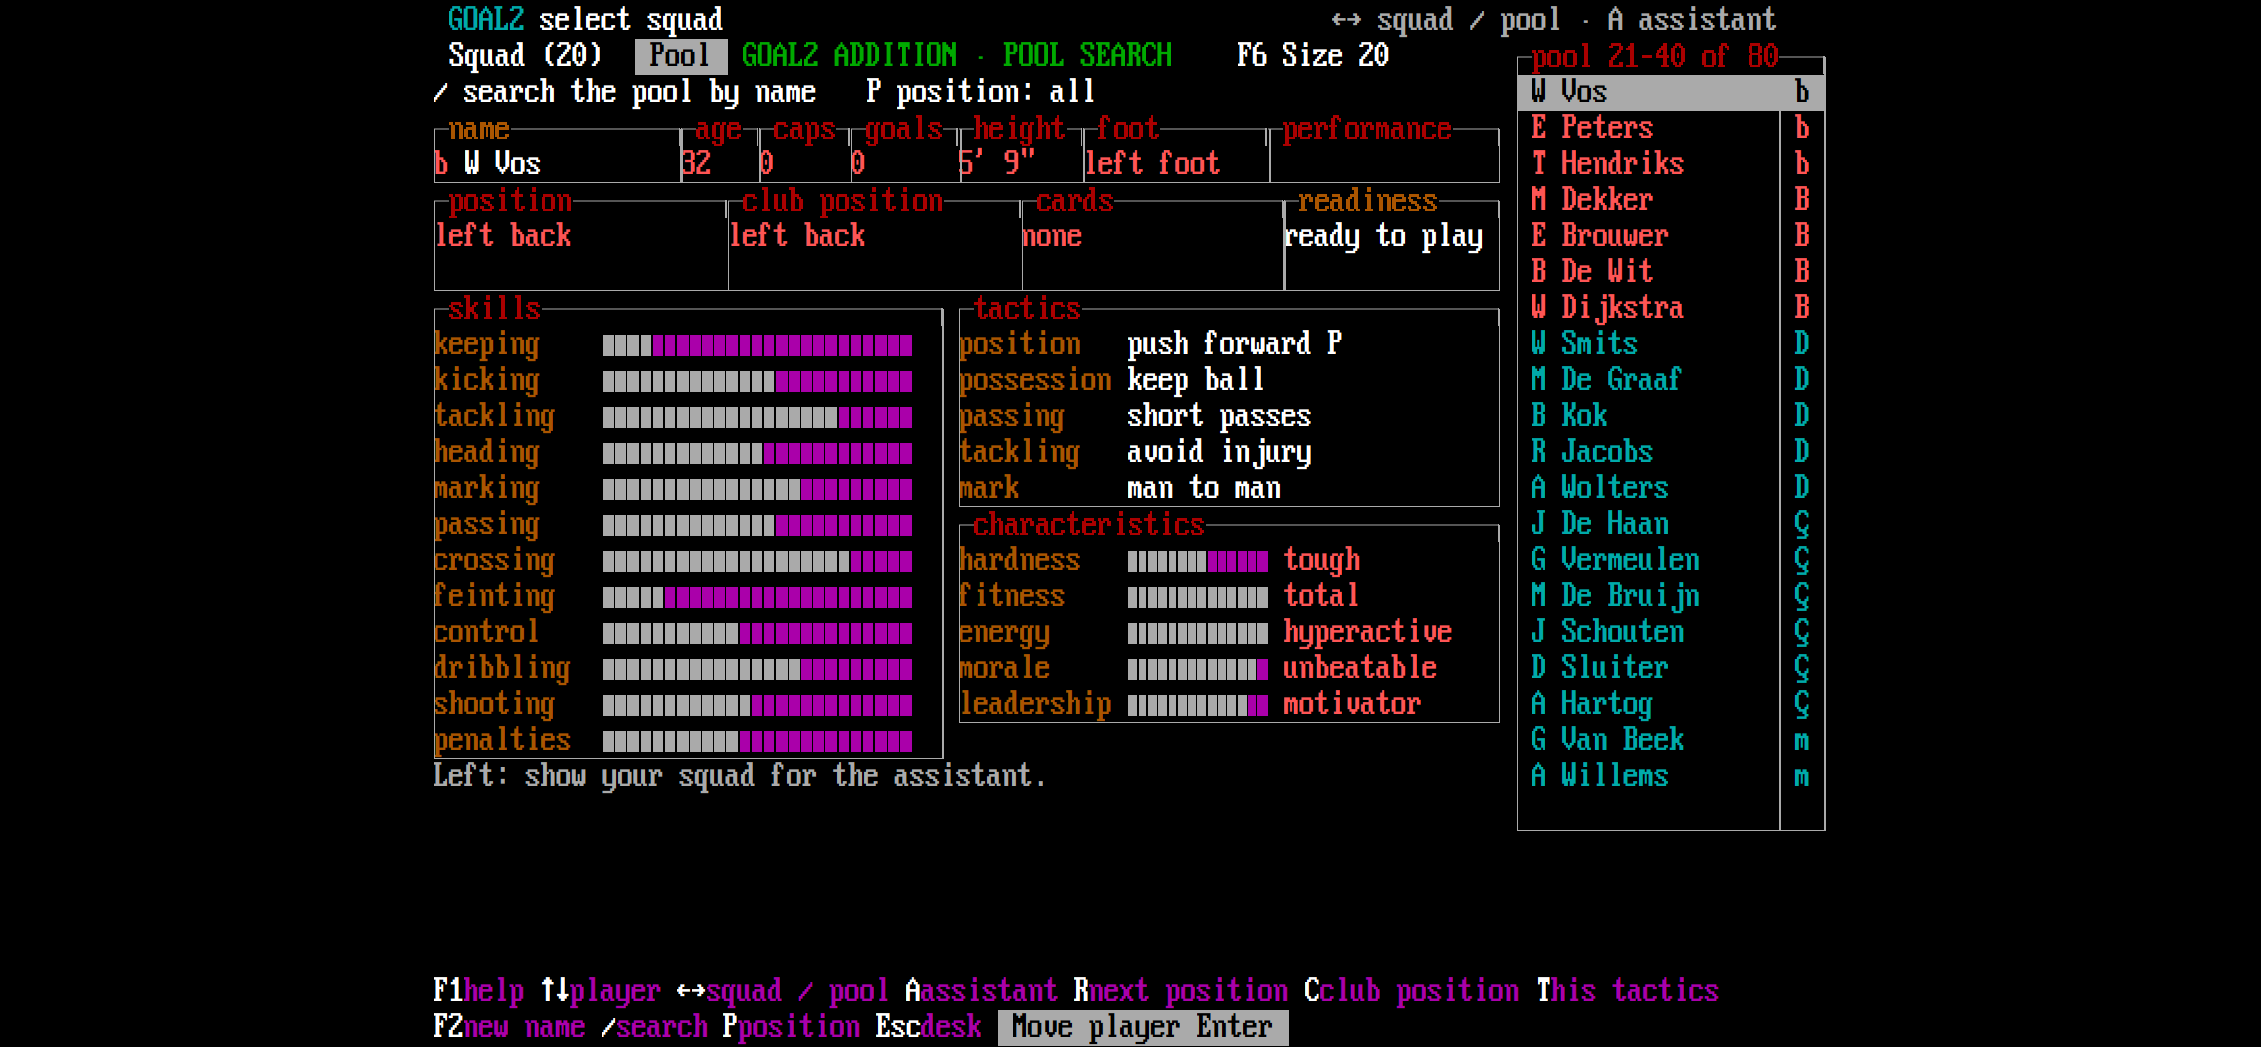 GOAL2 select squad ↔ squad / pool · A assistant
Squad (20) Pool GOAL2 ADDITION · POOL SEARCH F6 Size 20
/ search the pool by name P position: all
name age caps goals height foot performance
b W Vos 32 0 0 5' 9" left foot
position club position cards readiness
left back left back none ready to play
skills
keeping
kicking
tackling
heading
marking
passing
crossing
feinting
control
dribbling
shooting
penalties
tactics
position push forward P
possession keep ball
passing short passes
tackling avoid injury
mark man to man
characteristics
hardness tough
fitness total
energy hyperactive
morale unbeatable
leadership motivator
Left: show your squad for the assistant.
pool 21-40 of 80
W Vos b
E Peters b
T Hendriks b
M Dekker B
E Brouwer B
B De Wit B
W Dijkstra B
W Smits D
M De Graaf D
B Kok D
R Jacobs D
A Wolters D
J De Haan Ç
G Vermeulen Ç
M De Bruijn Ç
J Schouten Ç
D Sluiter Ç
A Hartog Ç
G Van Beek m
A Willems m
F1help ↑↓player ↔squad / pool Aassistant Rnext position Cclub position This tactics
F2new name /search Pposition Escdesk Move player Enter